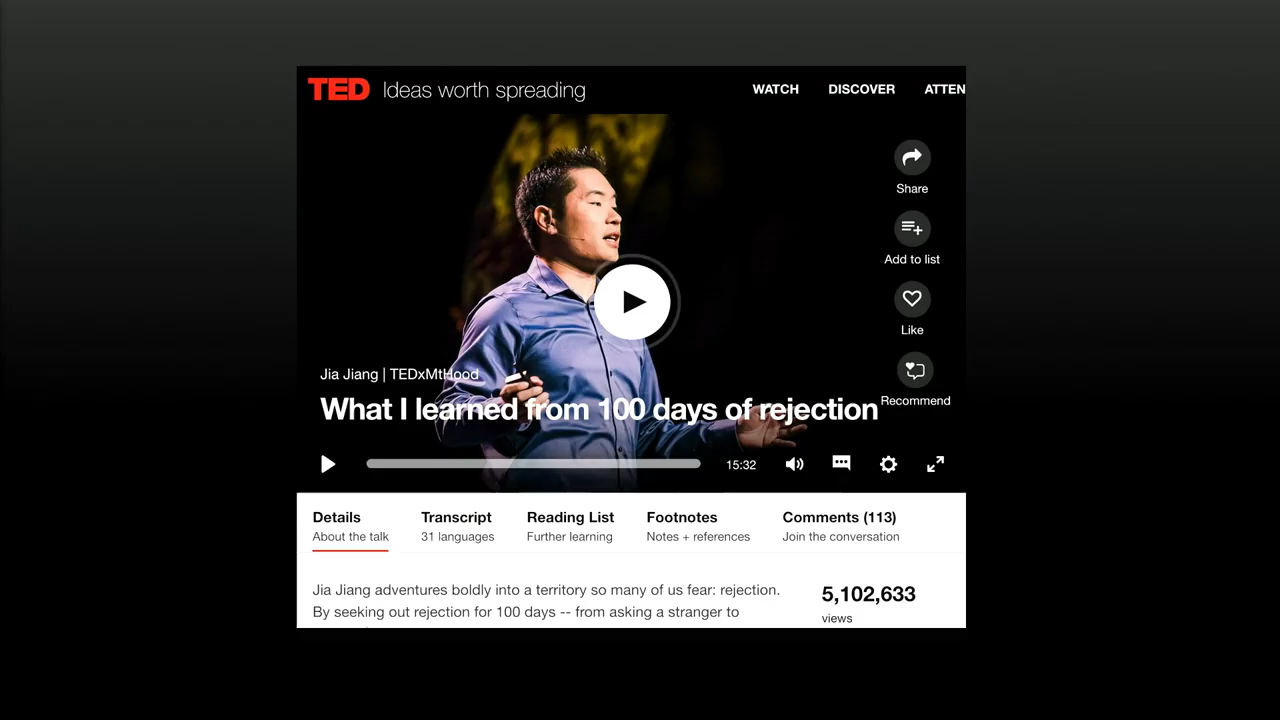 TED Ideas worth spreading WATCH DISCOVER ATTEN
Share
Add to list
Like
Recommend
Jia Jiang | TEDxMtHood
What I learned from 100 days of rejection
15:32
Details Transcript Reading List Footnotes Comments (113)
About the talk 31 languages Further learning Notes + references Join the conversation
Jia Jiang adventures boldly into a territory so many of us fear: rejection.
By seeking out rejection for 100 days -- from asking a stranger to
5,102,633
views